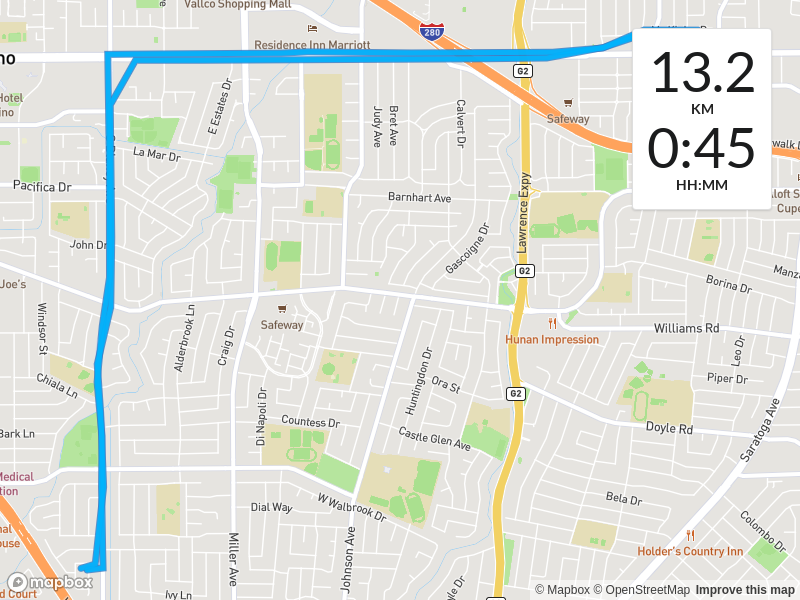 Vallco Shopping Mall
Residence Inn Marriott
280
no
G2
13.2
KM
0:45
HH:MM
Hotel
ino
E Estates Dr
Judy Ave
Bret Ave
Calvert Dr
Safeway
La Mar Dr
walk L
Pacifica Dr
Barnhart Ave
Lawrence Expy
Aloft S
Cupe
John Dr
Gascoigne Dr
G2
Manza
Joe's
Borina Dr
Windsor St
Alderbrook Ln
Safeway
Craig Dr
Hunan Impression
Williams Rd
Leo Dr
Chiala Ln
Di Napoli Dr
Huntingdon Dr
Ora St
G2
Piper Dr
Saratoga Ave
Bark Ln
Countess Dr
Castle Glen Ave
Doyle Rd
Medical
tion
W Walbrook Dr
Bela Dr
Dial Way
Colombo Dr
nal
ouse
Miller Ave
Johnson Ave
Holder's Country Inn
yle Dr
mapbox
d Court
Ivy Ln
© Mapbox © OpenStreetMap Improve this map